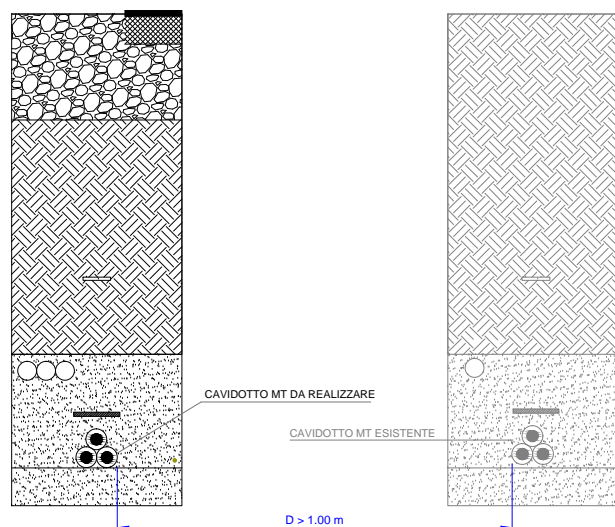 CAVIDOTTO MT DA REALIZZARE
CAVIDOTTO MT ESISTENTE
D > 1.00 m